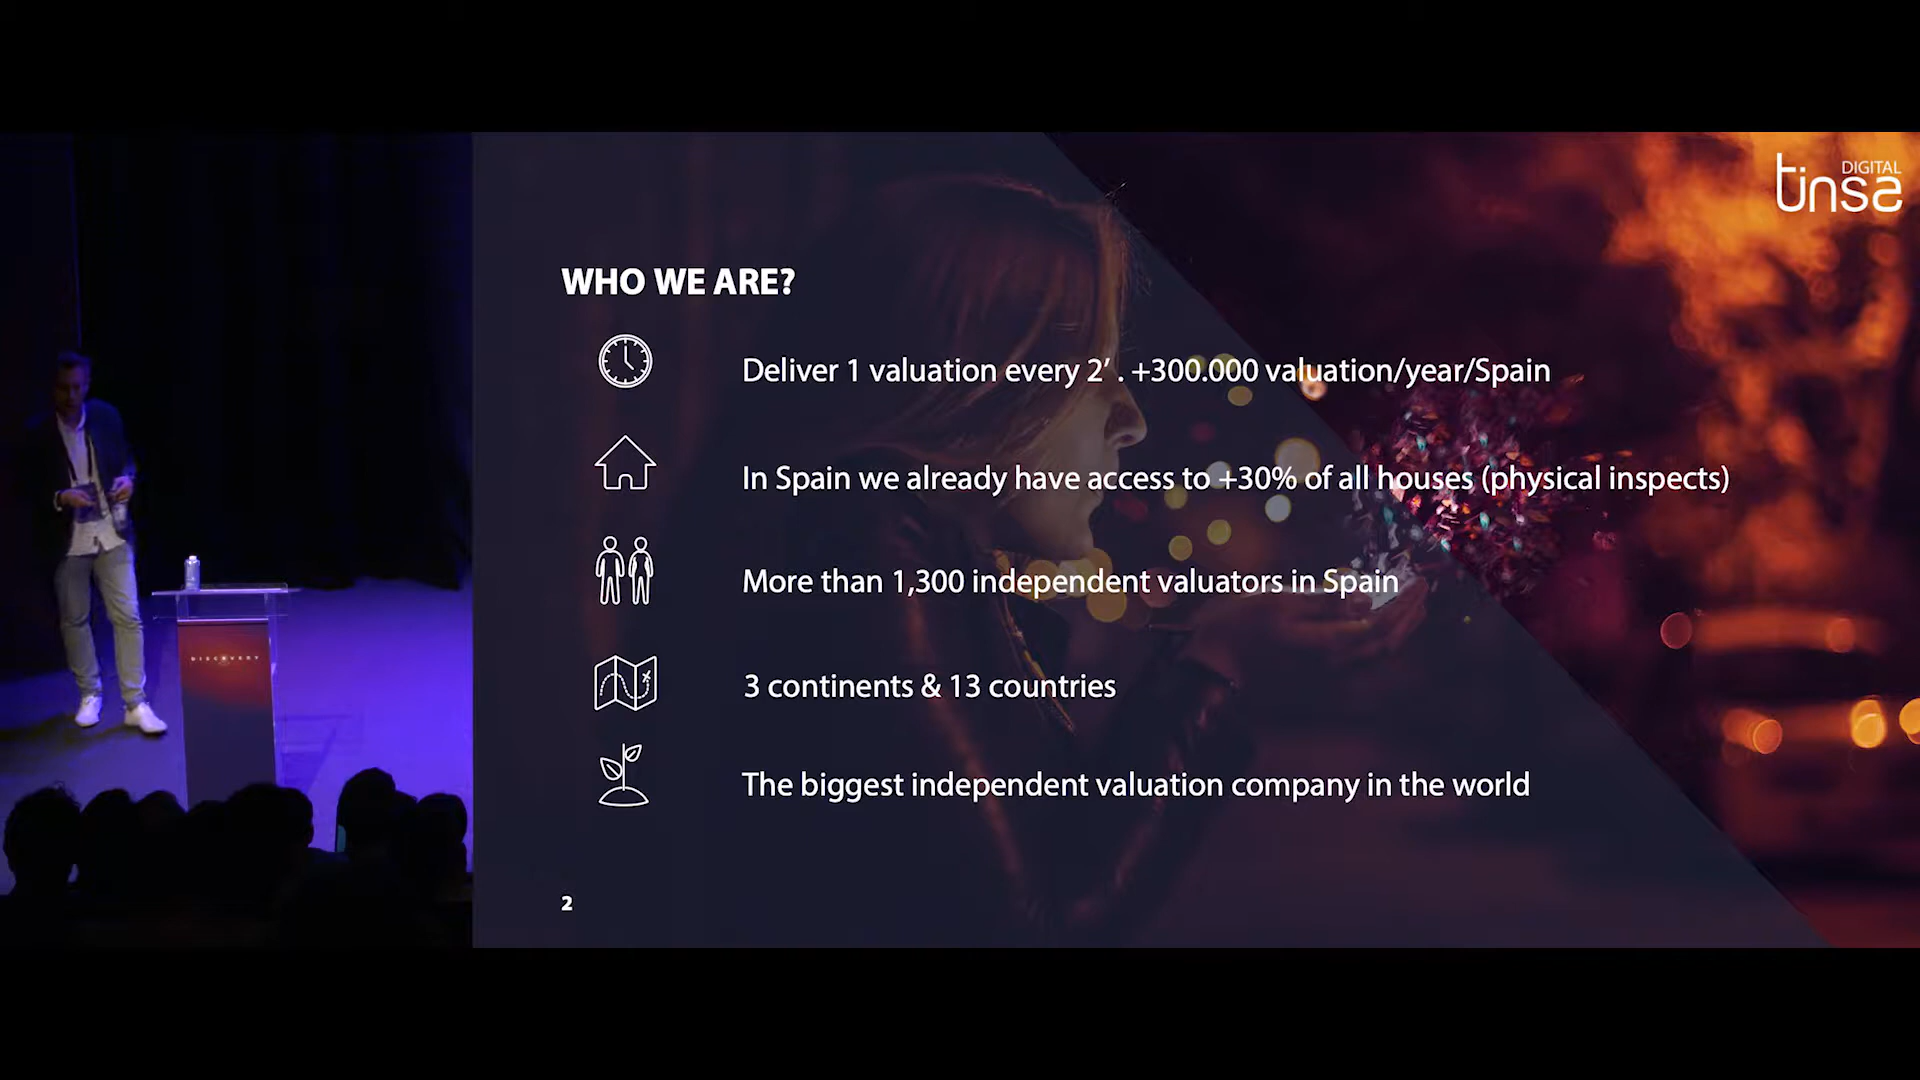 DIGITAL
tinsa
WHO WE ARE?
Deliver 1 valuation every 2’ . +300.000 valuation/year/Spain
In Spain we already have access to +30% of all houses (physical inspects)
More than 1,300 independent valuators in Spain
3 continents & 13 countries
The biggest independent valuation company in the world
2
DISCOVERY